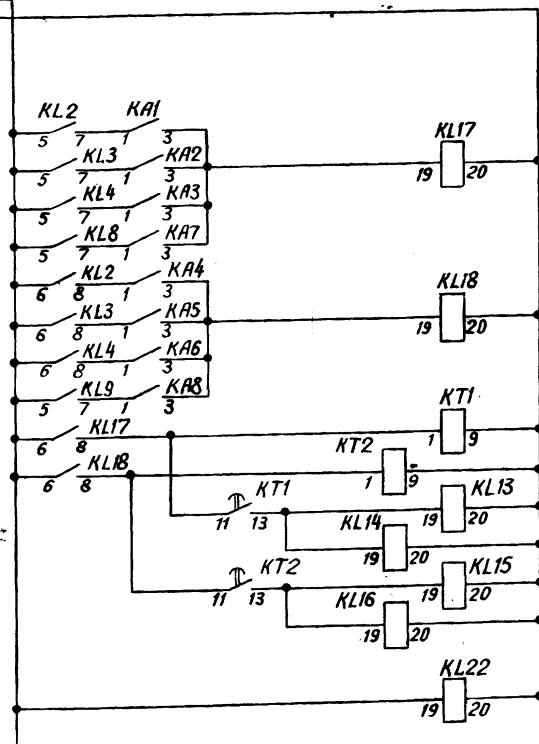 KL2 KA1 KL17
5 7 1 3 19 20
KL3 KA2
5 7 1 3
KL4 KA3
5 7 1 3
KL8 KA7
5 7 1 3
KL2 KA4 KL18
6 8 1 3 19 20
KL3 KA5
6 8 1 3
KL4 KA6
6 8 1 3
KL9 KA8
5 7 1 3
KL17 KT1
6 8 1 9
KL18 KT2
6 8 1 9
KT1 KL13
11 13 19 20
KL14
19 20
KT2 KL15
11 13 19 20
KL16
19 20
KL22
19 20